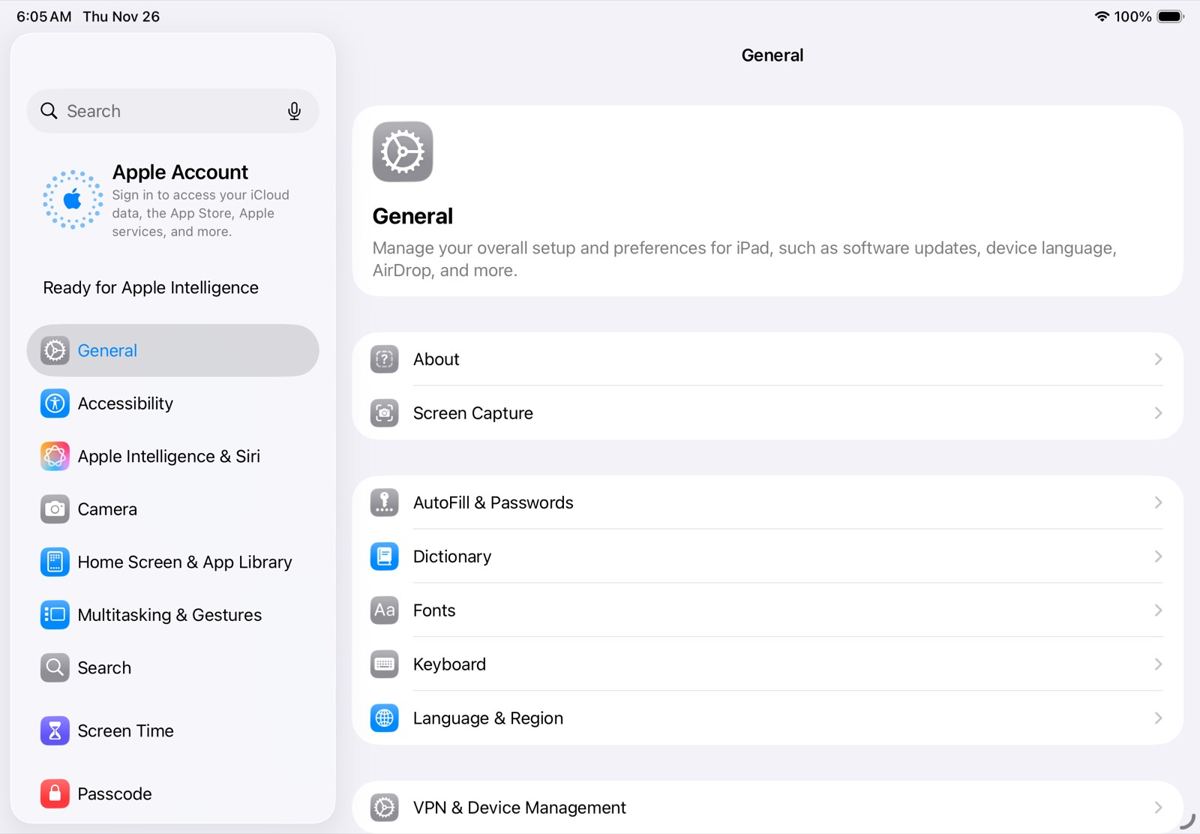 6:05 AM Thu Nov 26
100%
Search
Apple Account
Sign in to access your iCloud
data, the App Store, Apple
services, and more.
Ready for Apple Intelligence
General
Accessibility
Apple Intelligence & Siri
Camera
Home Screen & App Library
Multitasking & Gestures
Search
Screen Time
Passcode
General
General
Manage your overall setup and preferences for iPad, such as software updates, device language,
AirDrop, and more.
About
Screen Capture
AutoFill & Passwords
Dictionary
Aa Fonts
Keyboard
Language & Region
VPN & Device Management